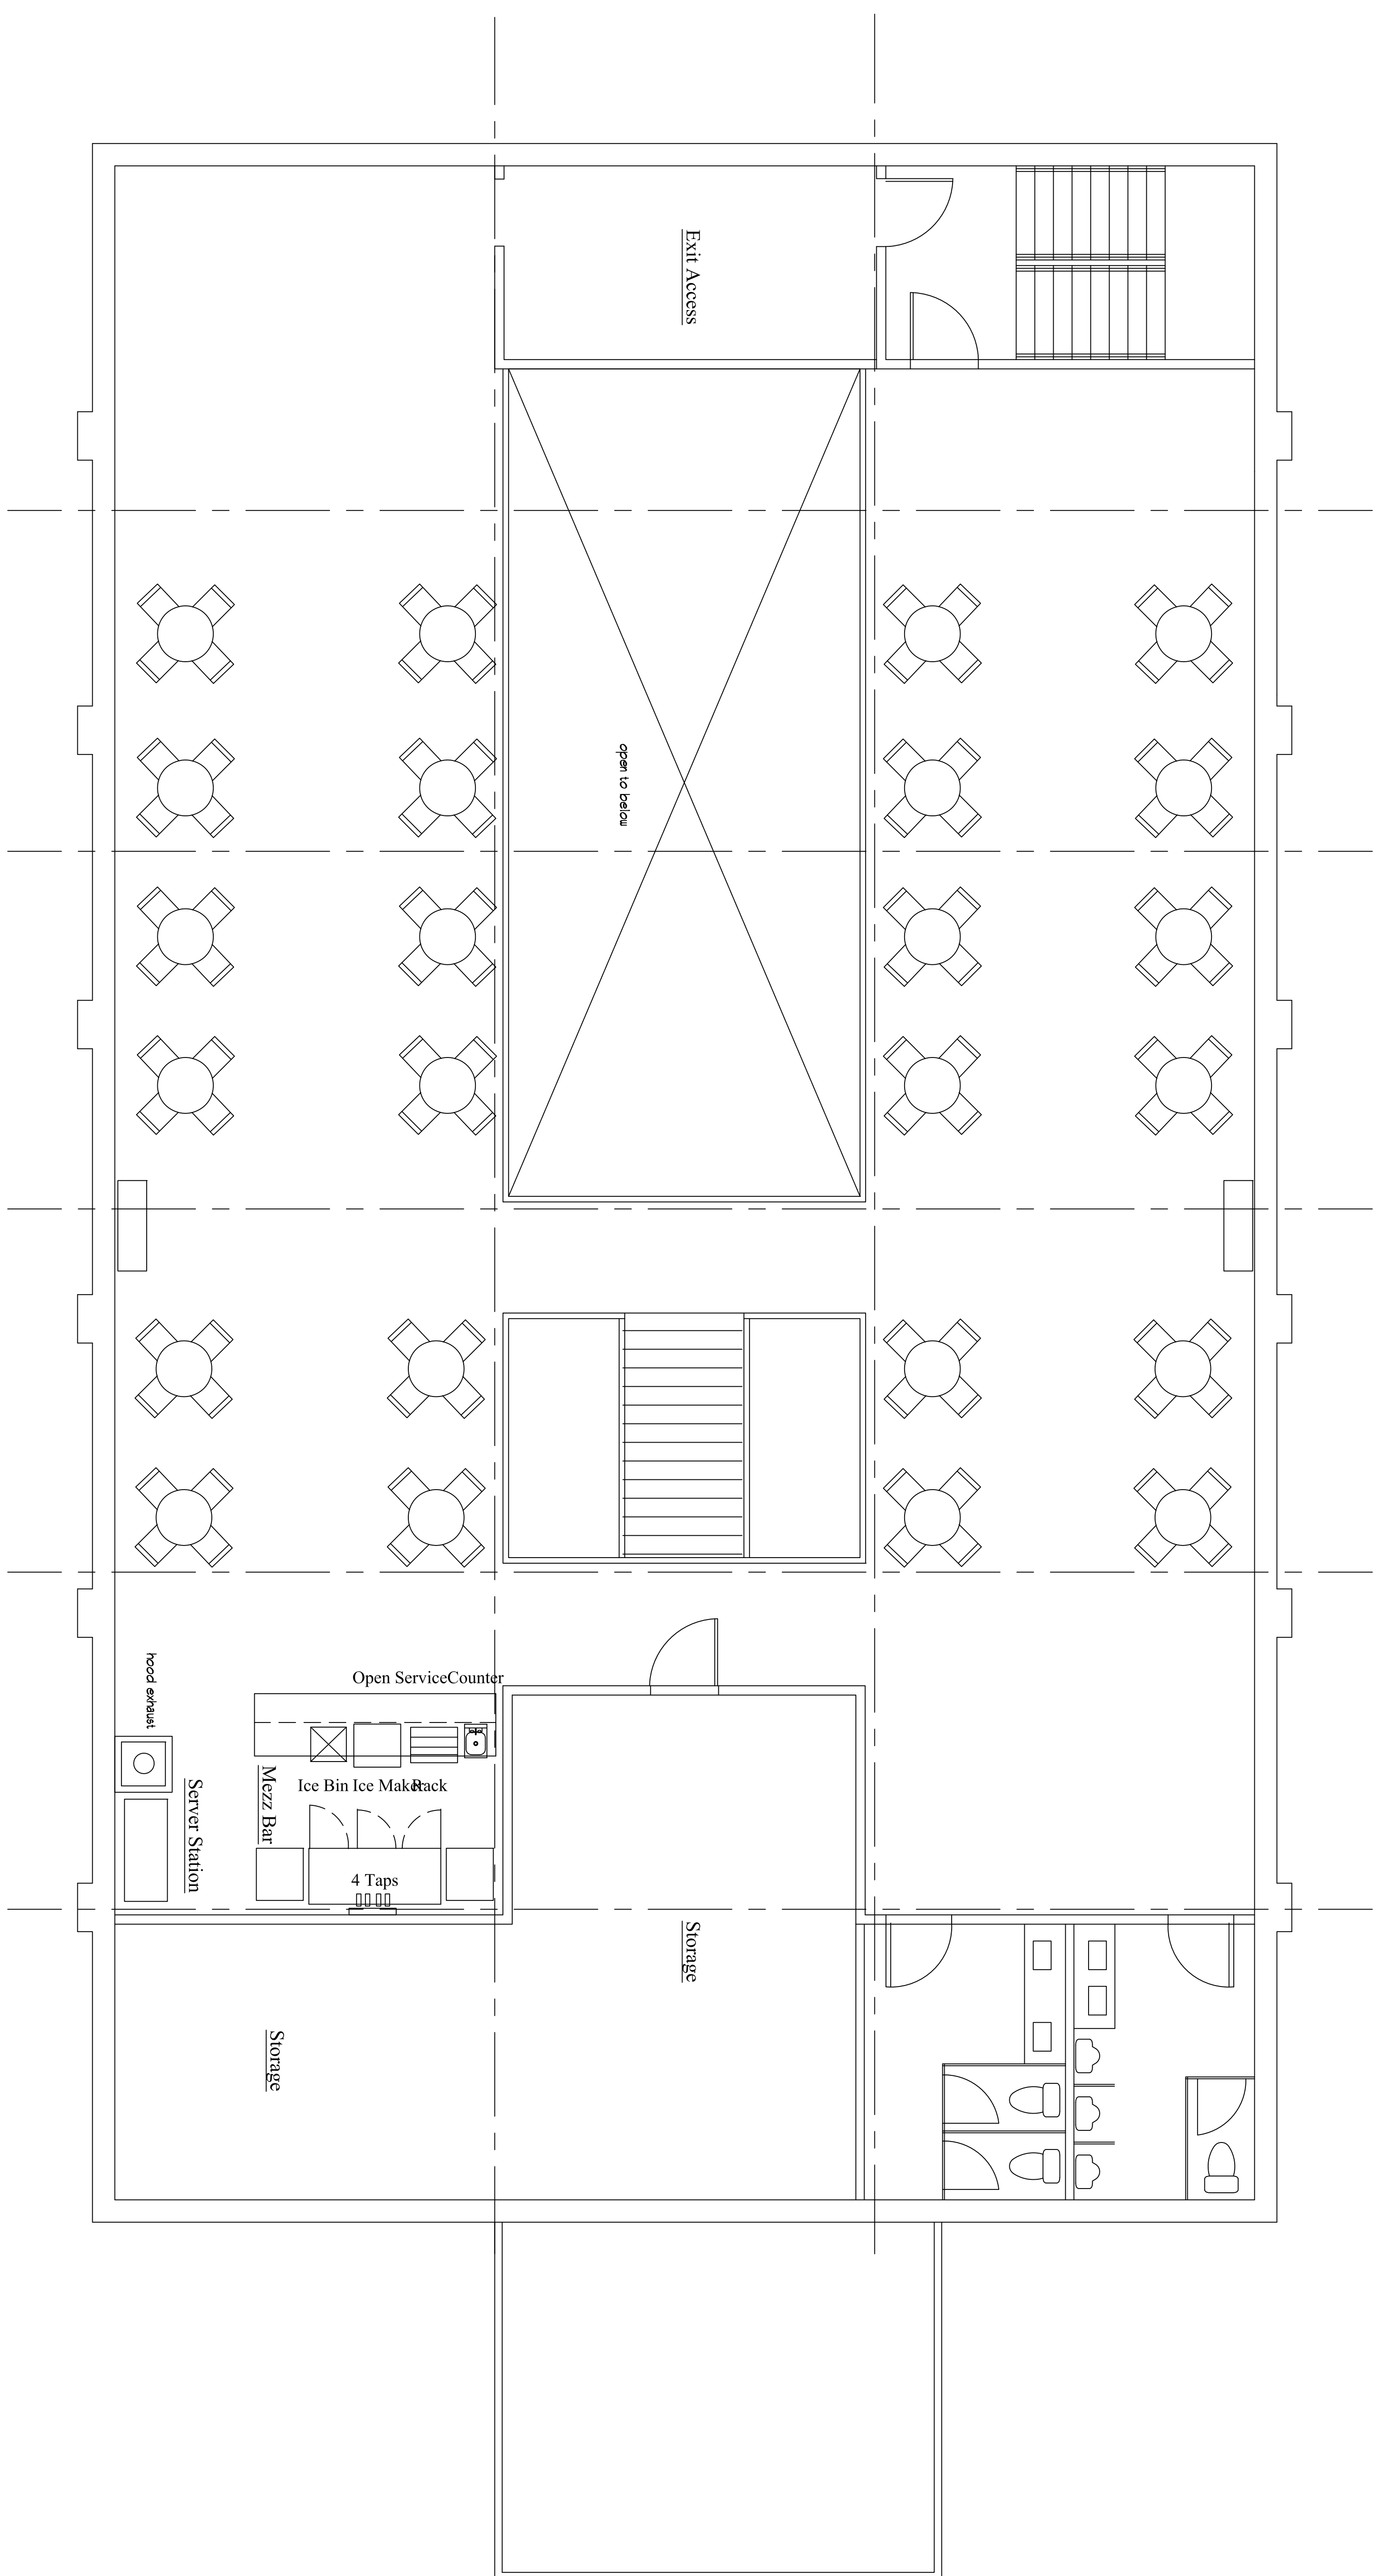 Exit Access
open to below
hood exhaust
Open ServiceCounter
Ice Bin
Ice Maker
Rack
Mezz Bar
Server Station
4 Taps
Storage
Storage